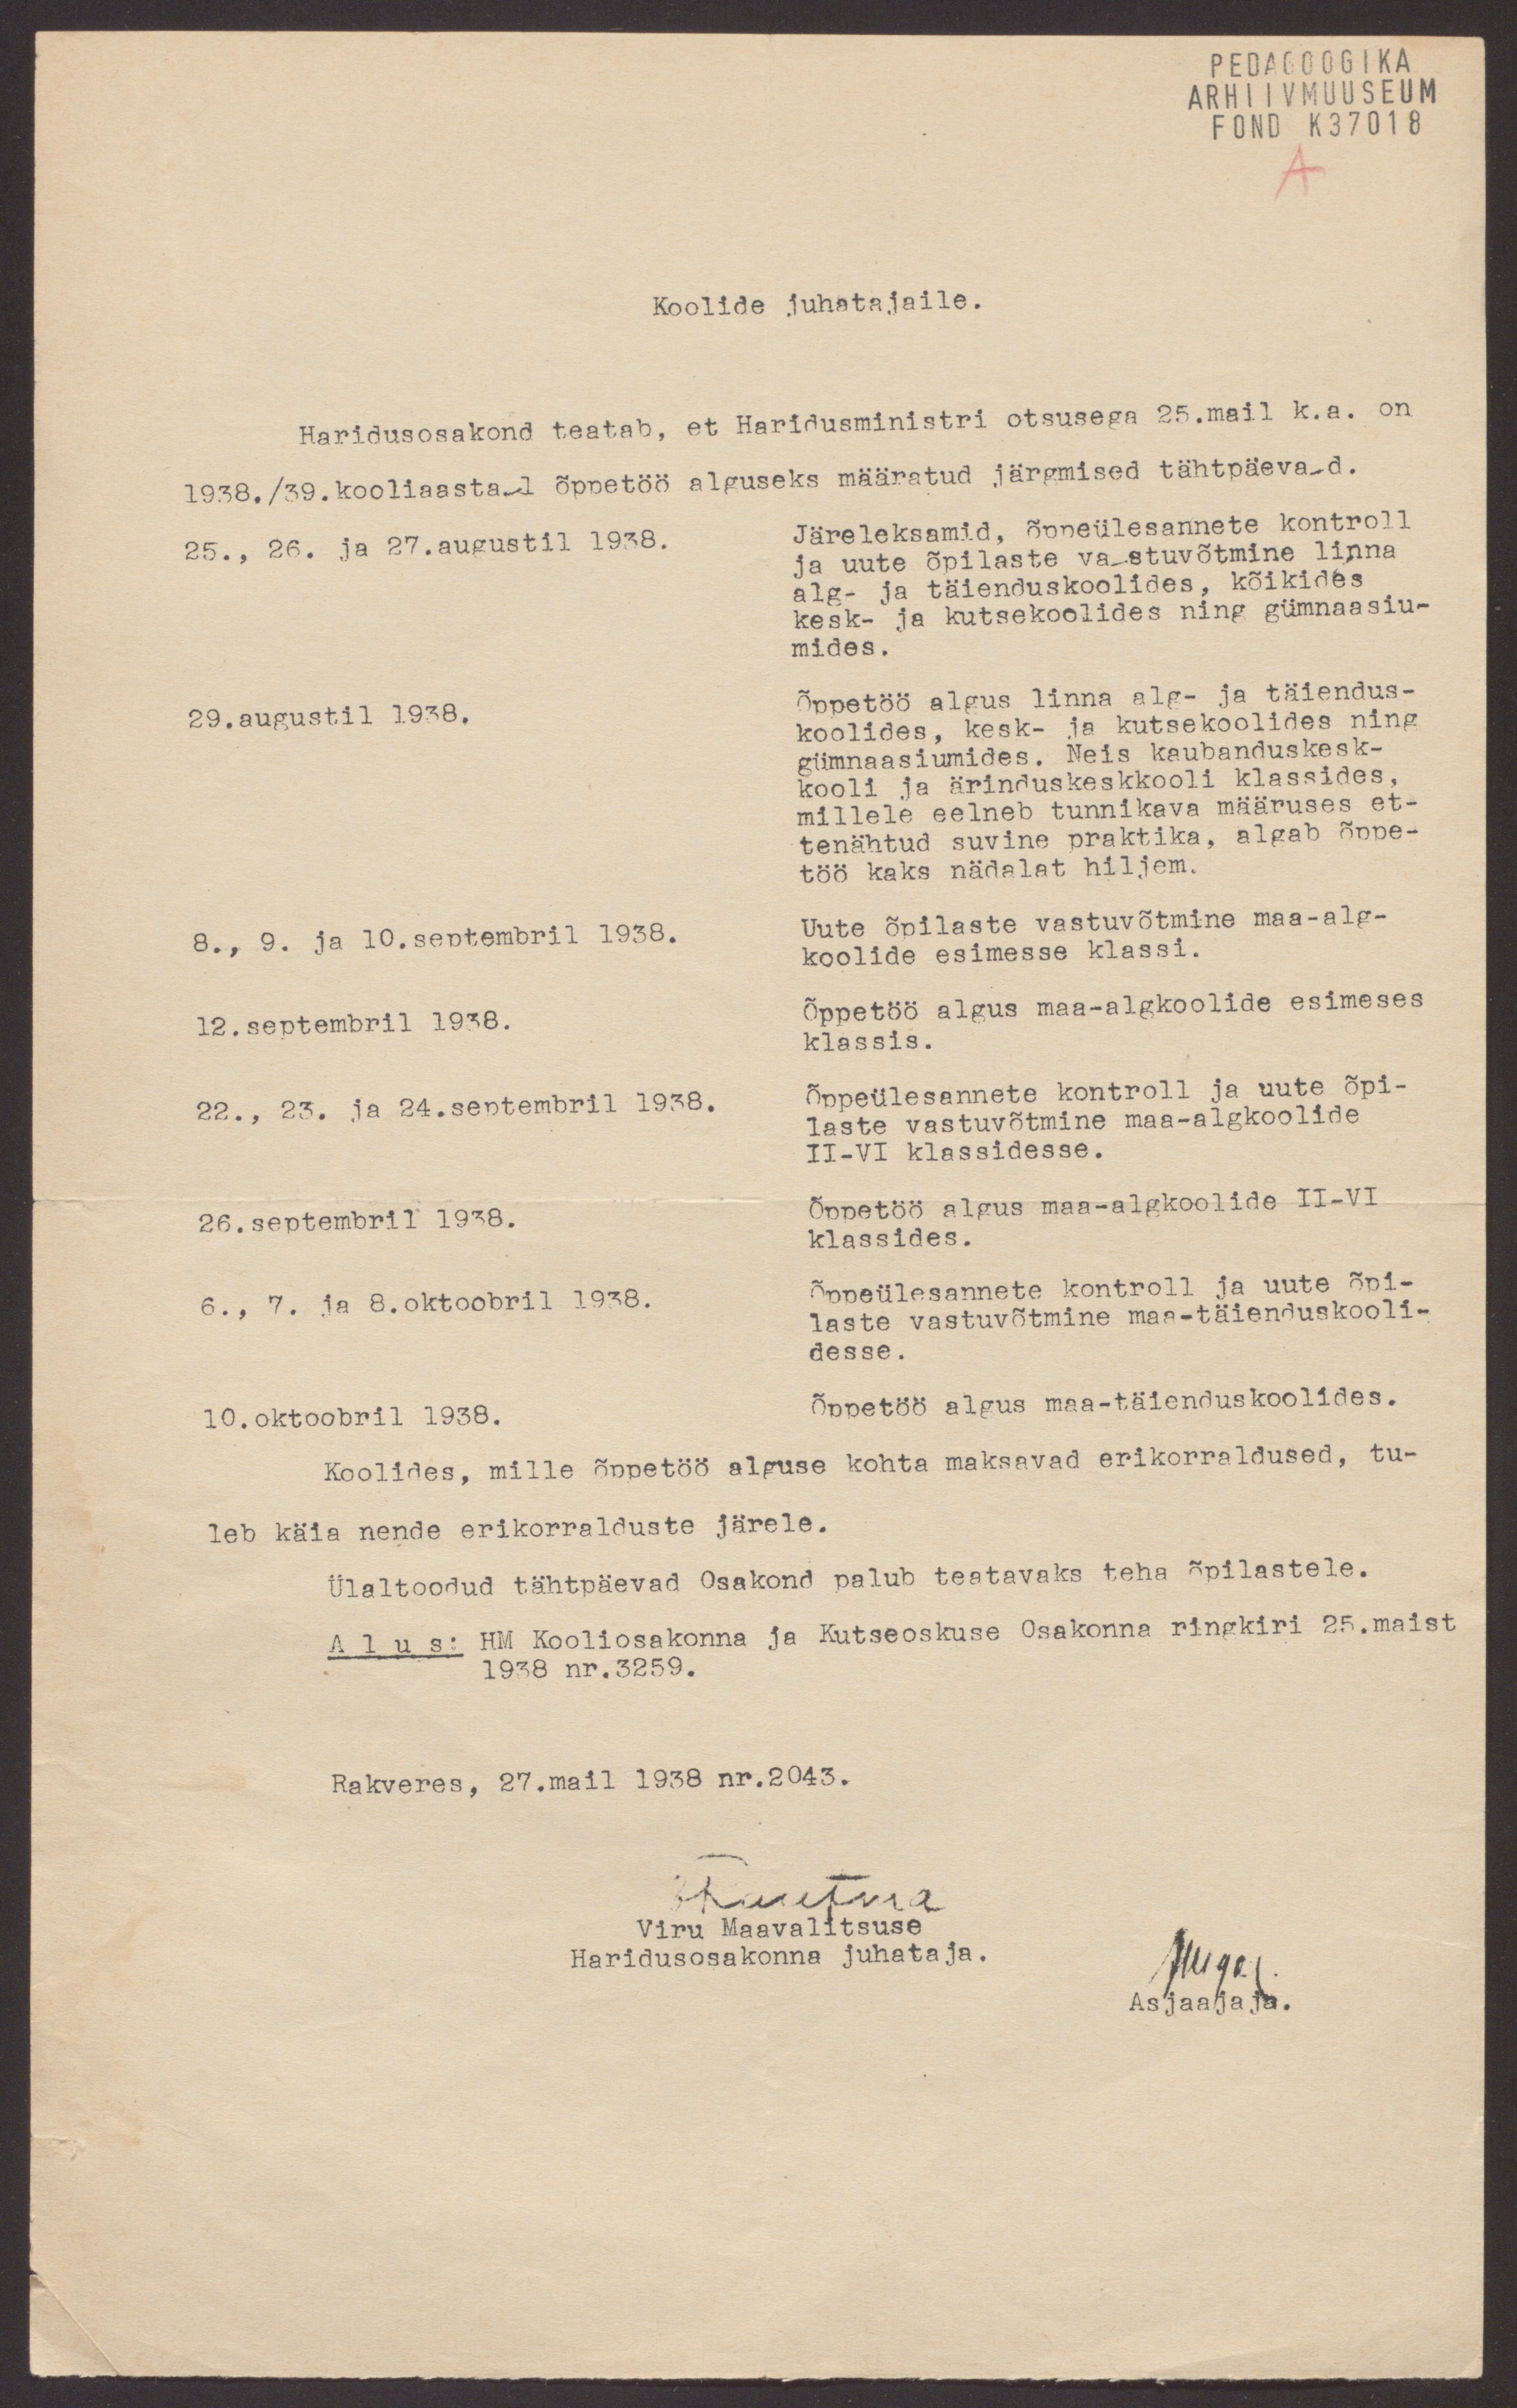 PEDAGOOGIKA
ARHIIVMUUSEUM
FOND K37018
A
Koolide juhatajaile.
Haridusosakond teatab, et Haridusministri otsusega 25.mail k.a. on
1938./39.kooliaasta l õppetöö alguseks määratud järgmised tähtpäeva d.
25., 26. ja 27.augustil 1938.
Järeleksamid, õppeülesannete kontroll
ja uute õpilaste va stuvõtmine linna
alg- ja täienduskoolides, kõikides
kesk- ja kutsekoolides ning gümnaasiu-
mides.
29.augustil 1938.
Õppetöö algus linna alg- ja täiendus-
koolides, kesk- ja kutsekoolides ning
gümnaasiumides. Neis kaubanduskesk-
kooli ja ärinduskeskkooli klassides,
millele eelneb tunnikava määruses et-
tenähtud suvine praktika, algab õppe-
töö kaks nädalat hiljem.
8., 9. ja 10.septembril 1938.
Uute õpilaste vastuvõtmine maa-alg-
koolide esimesse klassi.
12.septembril 1938.
Õppetöö algus maa-algkoolide esimeses
klassis.
22., 23. ja 24.septembril 1938.
Õppeülesannete kontroll ja uute õpi-
laste vastuvõtmine maa-algkoolide
II-VI klassidesse.
26.septembril 1938.
Õppetöö algus maa-algkoolide II-VI
klassides.
6., 7. ja 8.oktoobril 1938.
Õppeülesannete kontroll ja uute õpi-
laste vastuvõtmine maa-täienduskooli-
desse.
10.oktoobril 1938.
Õppetöö algus maa-täienduskoolides.
Koolides, mille õppetöö alguse kohta maksavad erikorraldused, tu-
leb käia nende erikorralduste järele.
Ülaltoodud tähtpäevad Osakond palub teatavaks teha õpilastele.
A l u s: HM Kooliosakonna ja Kutseoskuse Osakonna ringkiri 25.maist
1938 nr.3259.
Rakveres, 27.mail 1938 nr.2043.
Viru Maavalitsuse
Haridusosakonna juhataja.
Asjaajaja.